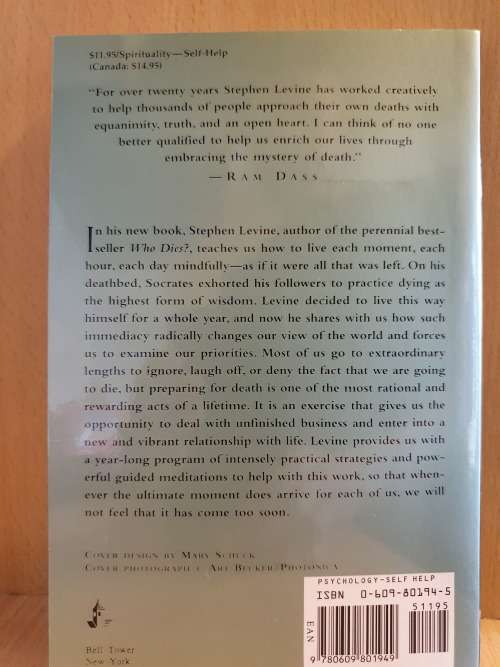 $11.95/Spirituality—Self-Help
(Canada: $14.95)
“For over twenty years Stephen Levine has worked creatively
to help thousands of people approach their own deaths with
equanimity, truth, and an open heart. I can think of no one
better qualified to help us enrich our lives through
embracing the mystery of death.”
—RAM DASS
In his new book, Stephen Levine, author of the perennial best-
seller Who Dies?, teaches us how to live each moment, each
hour, each day mindfully—as if it were all that was left. On his
deathbed, Socrates exhorted his followers to practice dying as
the highest form of wisdom. Levine decided to live this way
himself for a whole year, and now he shares with us how such
immediacy radically changes our view of the world and forces
us to examine our priorities. Most of us go to extraordinary
lengths to ignore, laugh off, or deny the fact that we are going
to die, but preparing for death is one of the most rational and
rewarding acts of a lifetime. It is an exercise that gives us the
opportunity to deal with unfinished business and enter into a
new and vibrant relationship with life. Levine provides us with
a year-long program of intensely practical strategies and pow-
erful guided meditations to help with this work, so that when-
ever the ultimate moment does arrive for each of us, we will
not feel that it has come too soon.
COVER DESIGN BY MARY SCHUCK
COVER PHOTOGRAPH © ART BECKER/PHOTONICA
PSYCHOLOGY-SELF HELP
ISBN 0-609-80194-5
51195
EAN
9 780609 801949
Bell Tower
New York